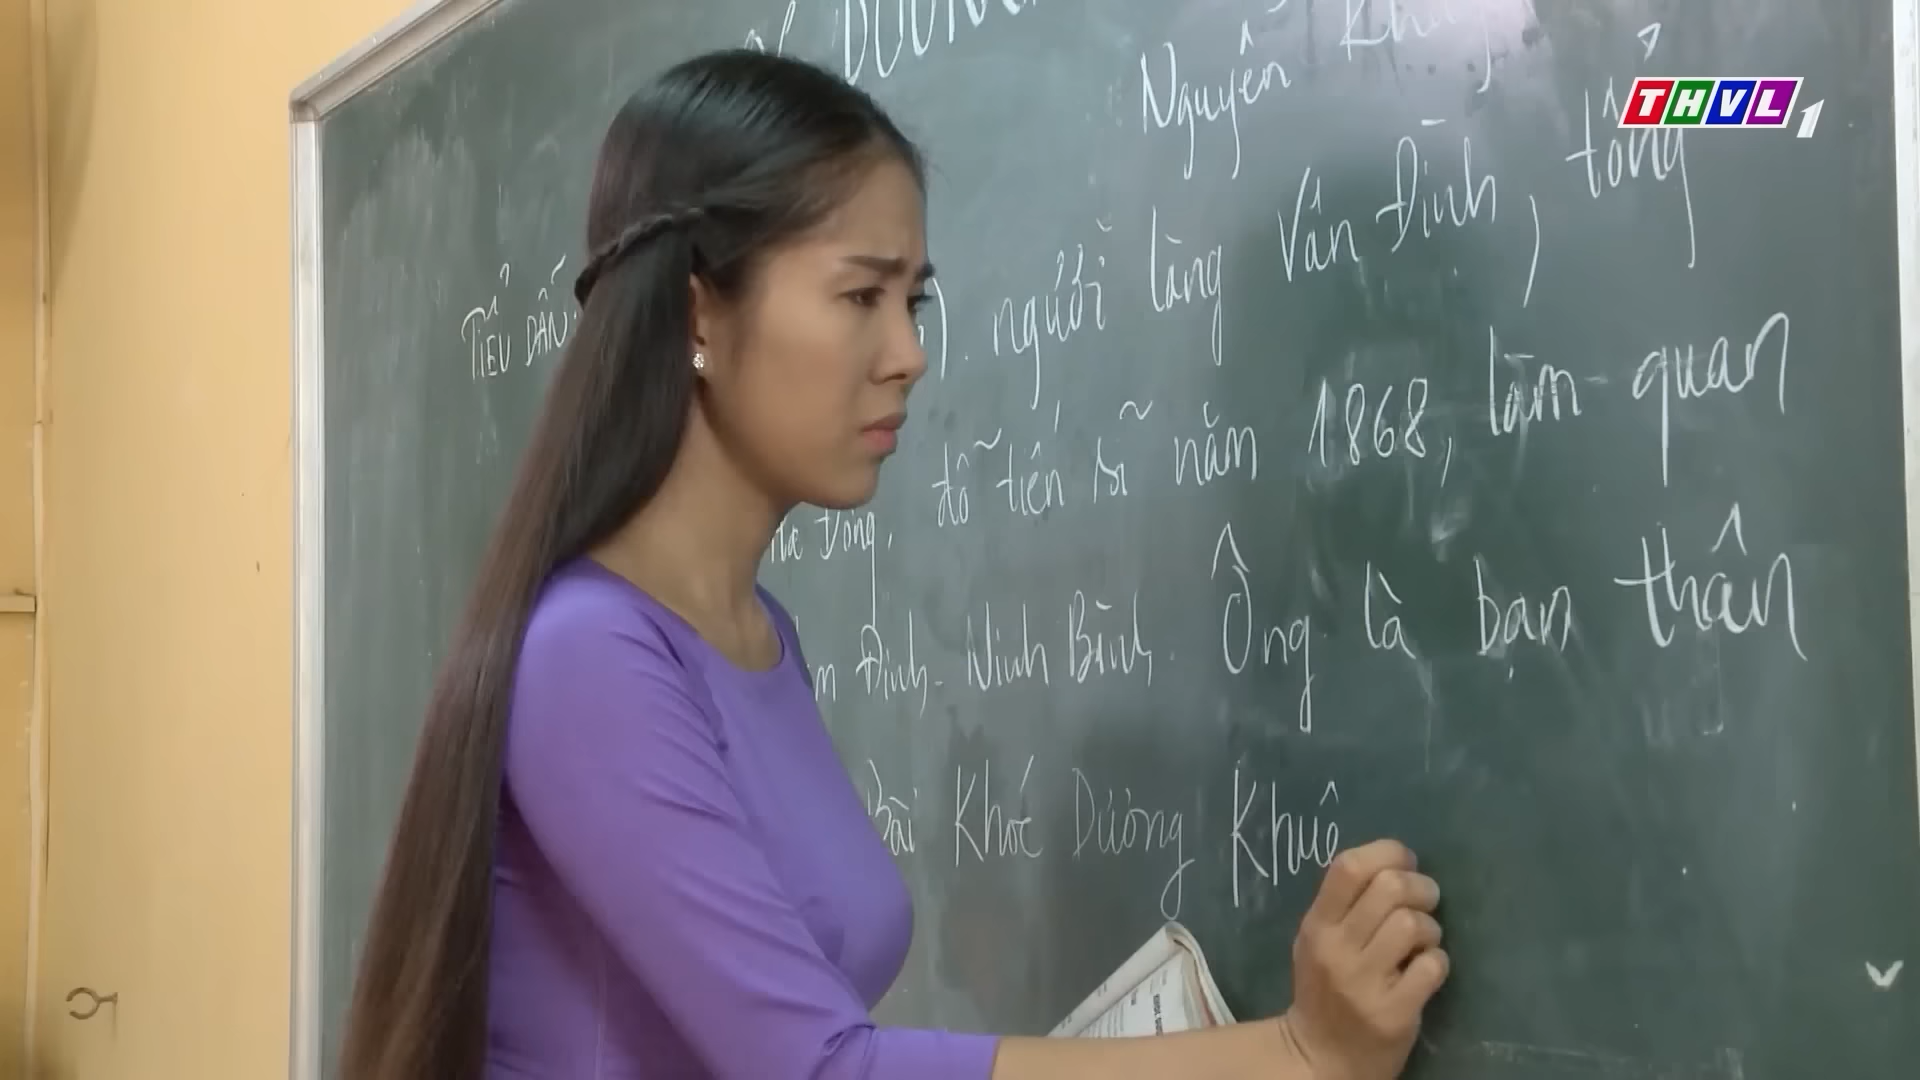 THVL1
Nguyễn
TIỂU DẪN: ). người làng Vân Đình, tổng
Đông, đỗ tiến sĩ năm 1868, làm quan
Định - Ninh Bình. Ông là bạn thân
Bài Khóc Dương Khuê